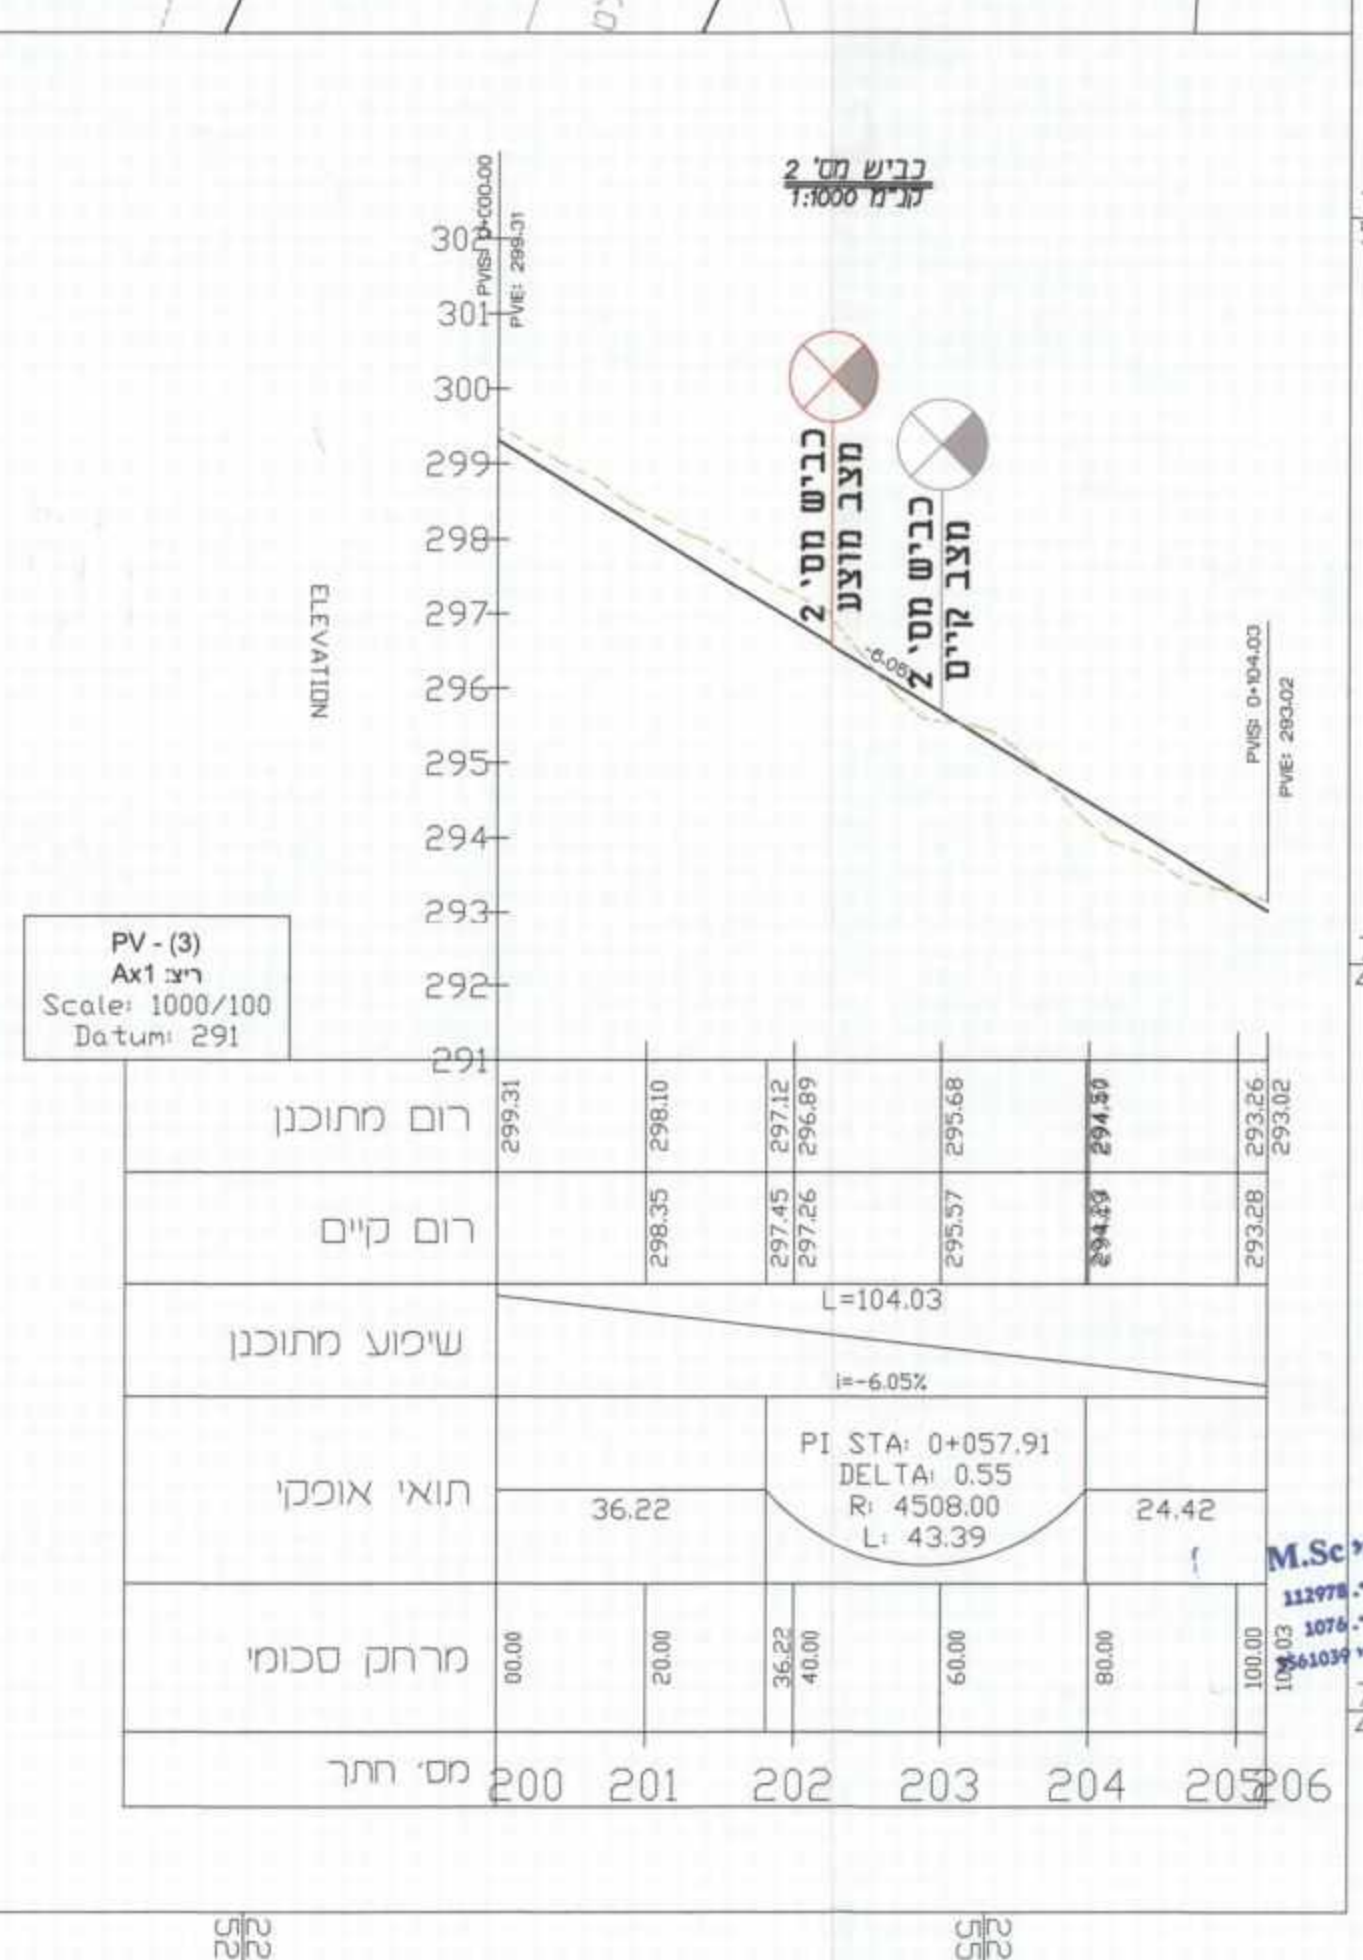 כביש מס' 2
קנ"מ 1:1000
PVIS: 0+000.00
PVIE: 299.31
302
301
300
299
298
297
296
295
294
293
292
291
ELEVATION
כביש מס' 2
מצב מוצע
כביש מס' 2
מצב קיים
-6.05%
PVIS: 0+104.03
PVIE: 293.02
PV - (3)
ציר: Ax1
Scale: 1000/100
Datum: 291
רום מתוכנן
299.31 298.10 297.12 296.89 295.68 293.26 293.02
רום קיים
298.35 297.45 297.26 295.57 293.28
שיפוע מתוכנן
L=104.03
i=-6.05%
תואי אופקי
36.22
PI STA: 0+057.91
DELTA: 0.55
R: 4508.00
L: 43.39
24.42
מרחק סכומי
00.00 20.00 36.22 40.00 60.00 80.00 100.00
מס' חתך
200 201 202 203 204 205 206
M.Sc
112978
1076